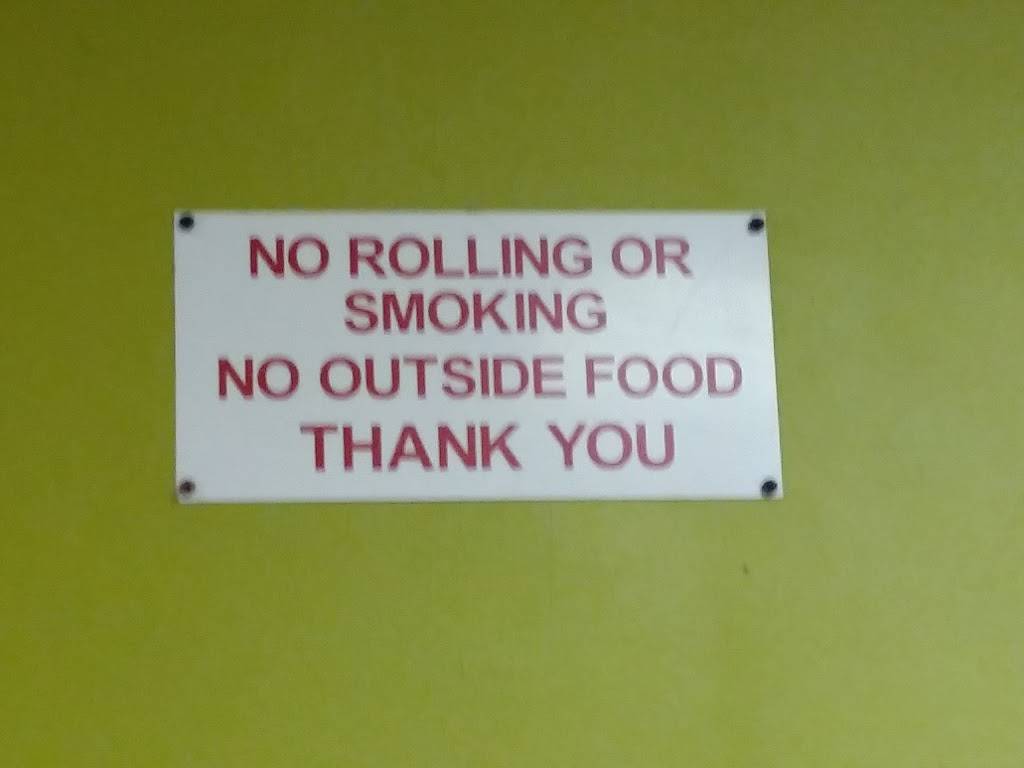 NO ROLLING OR
SMOKING
NO OUTSIDE FOOD
THANK YOU